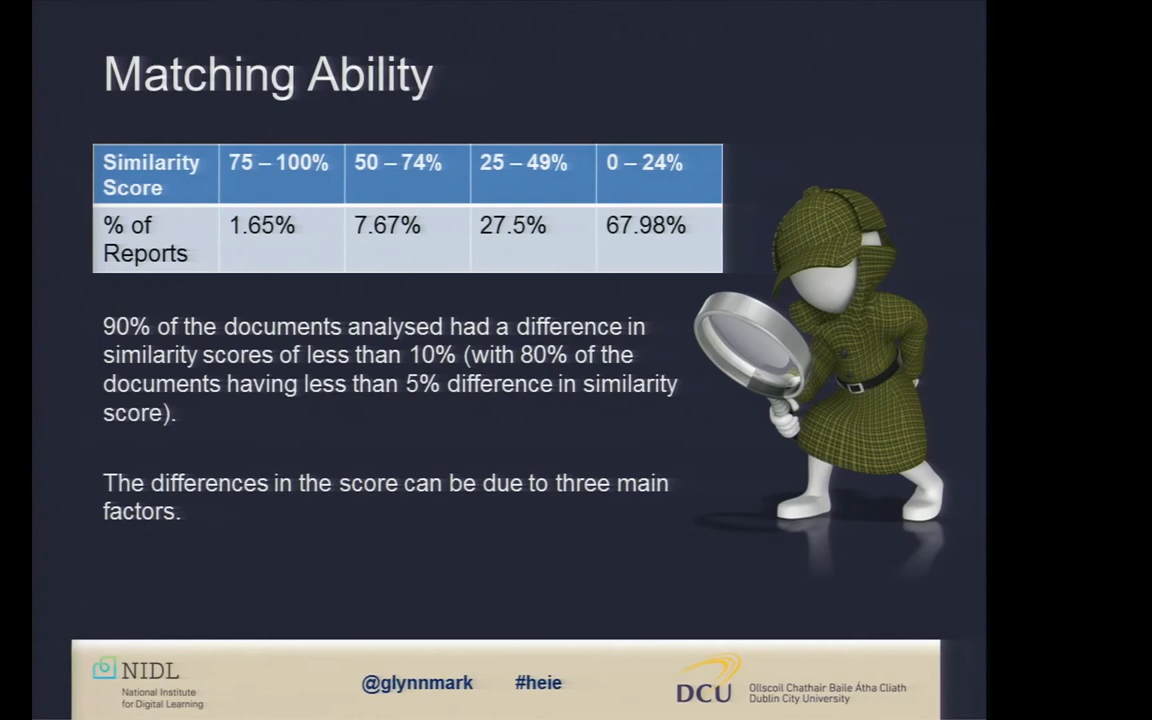 Matching Ability
Similarity Score 75 – 100% 50 – 74% 25 – 49% 0 – 24%
% of Reports 1.65% 7.67% 27.5% 67.98%
90% of the documents analysed had a difference in
similarity scores of less than 10% (with 80% of the
documents having less than 5% difference in similarity
score).
The differences in the score can be due to three main
factors.
NIDL
National Institute
for Digital Learning
@glynnmark #heie
DCU
Ollscoil Chathair Baile Átha Cliath
Dublin City University